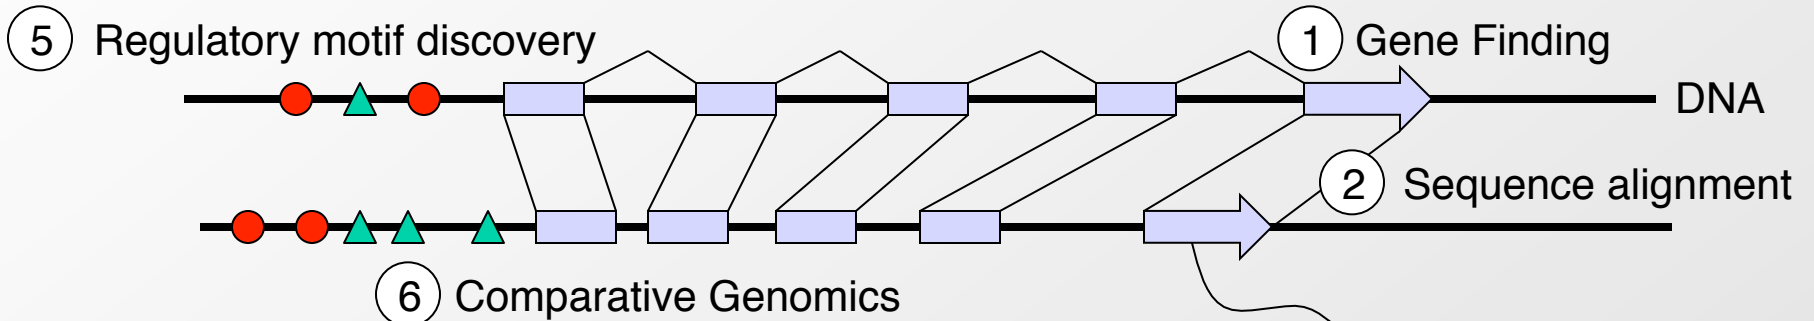 5 Regulatory motif discovery
1 Gene Finding
DNA
2 Sequence alignment
6 Comparative Genomics